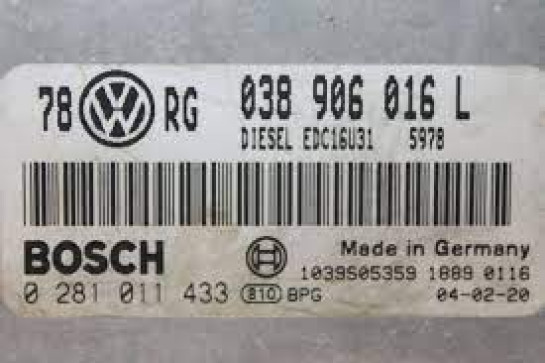 78 VW RG 038 906 016 L
DIESEL EDC16U31 5978
BOSCH Made in Germany
1039S05359 1889 0116
0 281 011 433 810 BPG 04-02-20